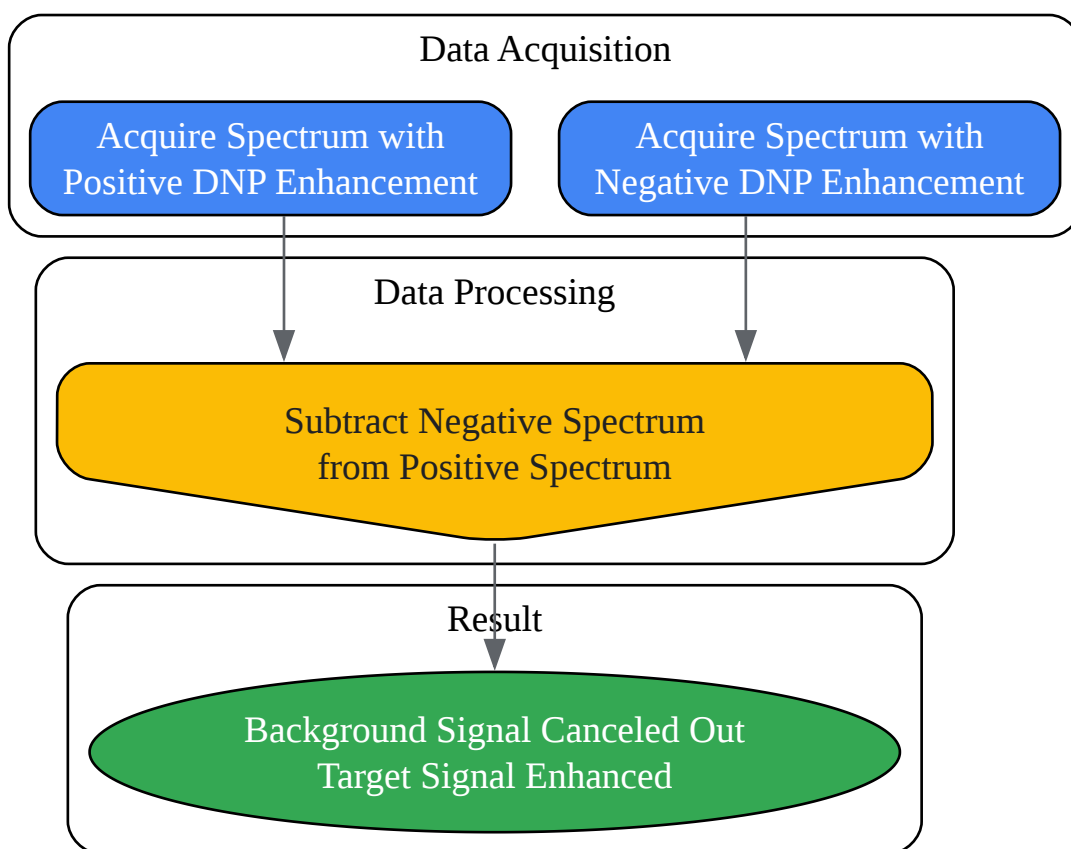 Data Acquisition
Acquire Spectrum with
Positive DNP Enhancement
Acquire Spectrum with
Negative DNP Enhancement
Data Processing
Subtract Negative Spectrum
from Positive Spectrum
Result
Background Signal Canceled Out
Target Signal Enhanced